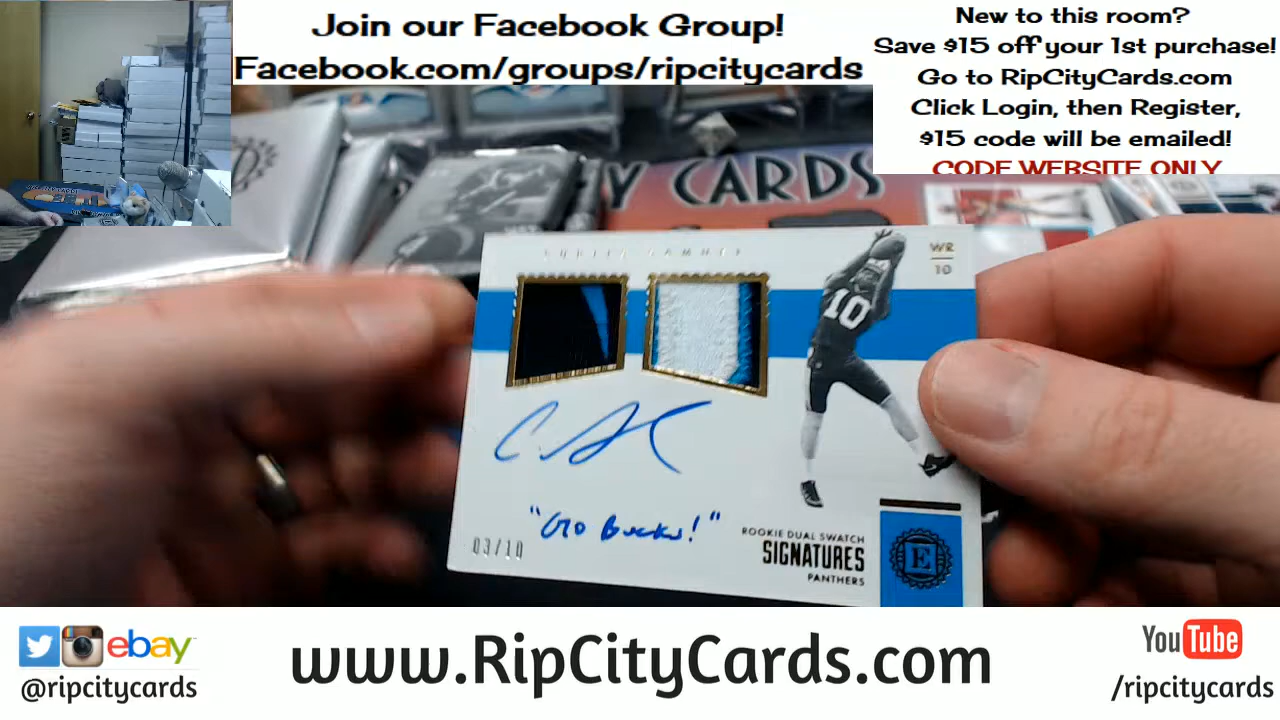 Join our Facebook Group!
Facebook.com/groups/ripcitycards
New to this room?
Save $15 off your 1st purchase!
Go to RipCityCards.com
Click Login, then Register,
$15 code will be emailed!
CODE WEBSITE ONLY
Y CARDS
CURTIS SAMUEL
WR
10
10
"Go Bucks!"
03/10
ROOKIE DUAL SWATCH
SIGNATURES
PANTHERS
E
ebay
@ripcitycards
www.RipCityCards.com
YouTube
/ripcitycards